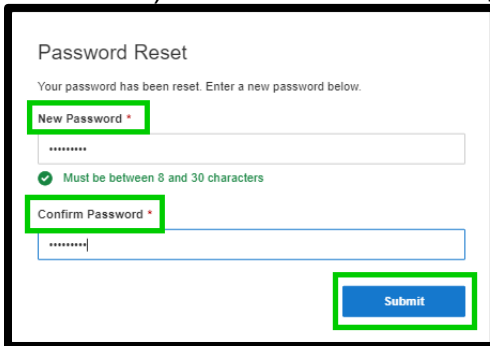 Password Reset
Your password has been reset. Enter a new password below.
New Password *
•••••••••
Must be between 8 and 30 characters
Confirm Password *
•••••••••
Submit